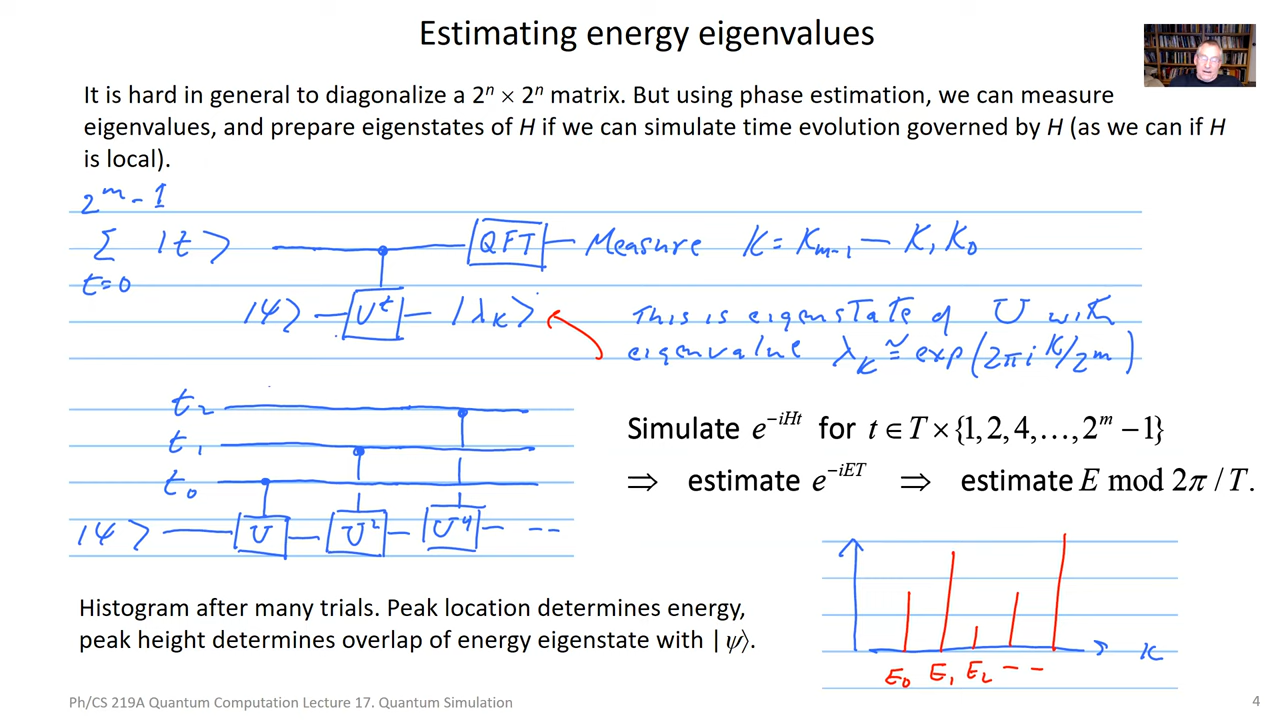 Estimating energy eigenvalues
It is hard in general to diagonalize a 2ⁿ × 2ⁿ matrix. But using phase estimation, we can measure
eigenvalues, and prepare eigenstates of H if we can simulate time evolution governed by H (as we can if H
is local).
2^m - 1
Σ |t⟩ QFT Measure K = K_{m-1} — K₁ K₀
t=0
|ψ⟩ U^t |λ_K⟩ This is eigenstate of U with
eigenvalue λ_K ≅ exp(2πi K/2^m)
t₂
t₁
t₀
|ψ⟩ U U² U⁴ - -
Simulate e^{-iHt} for t ∈ T × {1, 2, 4, …, 2^m − 1}
⇒ estimate e^{-iET} ⇒ estimate E mod 2π / T.
Histogram after many trials. Peak location determines energy,
peak height determines overlap of energy eigenstate with |ψ⟩.
K
E₀ E₁ E₂ - -
Ph/CS 219A Quantum Computation Lecture 17. Quantum Simulation
4